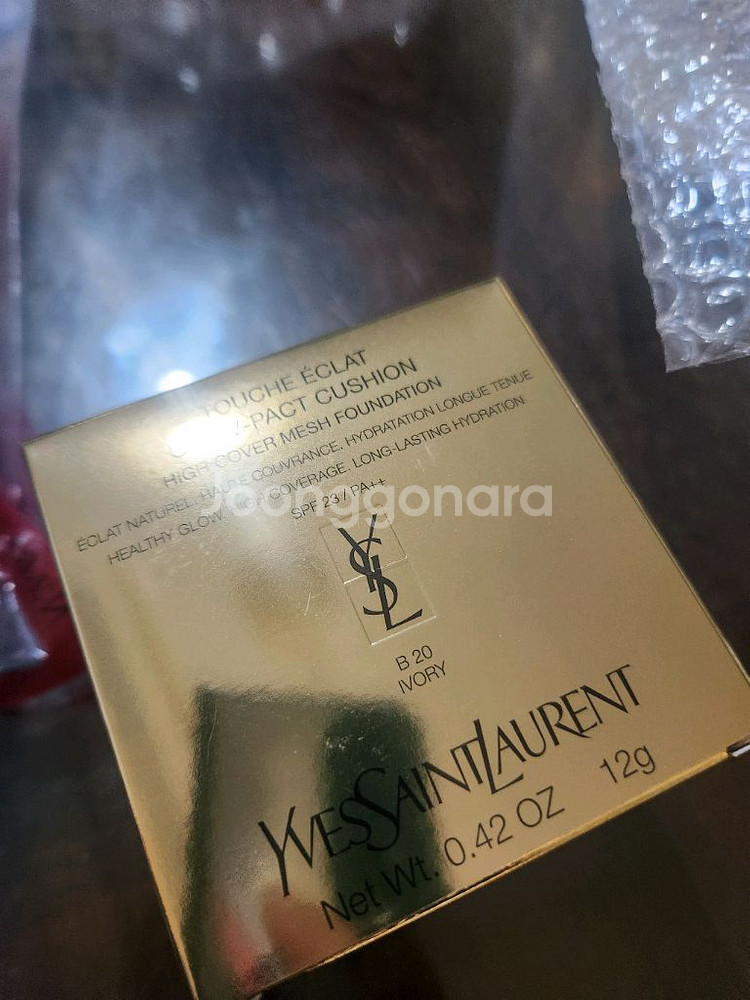 TOUCHE ÉCLAT
-PACT CUSHION
HIGH COVER MESH FOUNDATION
ÉCLAT NATUREL. HAUTE COUVRANCE. HYDRATATION LONGUE TENUE
HEALTHY GLOW. HIGH COVERAGE. LONG-LASTING HYDRATION
SPF 23 / PA++
Joonggonara
YSL
B 20
IVORY
YVESSAINTLAURENT
Net Wt. 0.42 OZ 12g